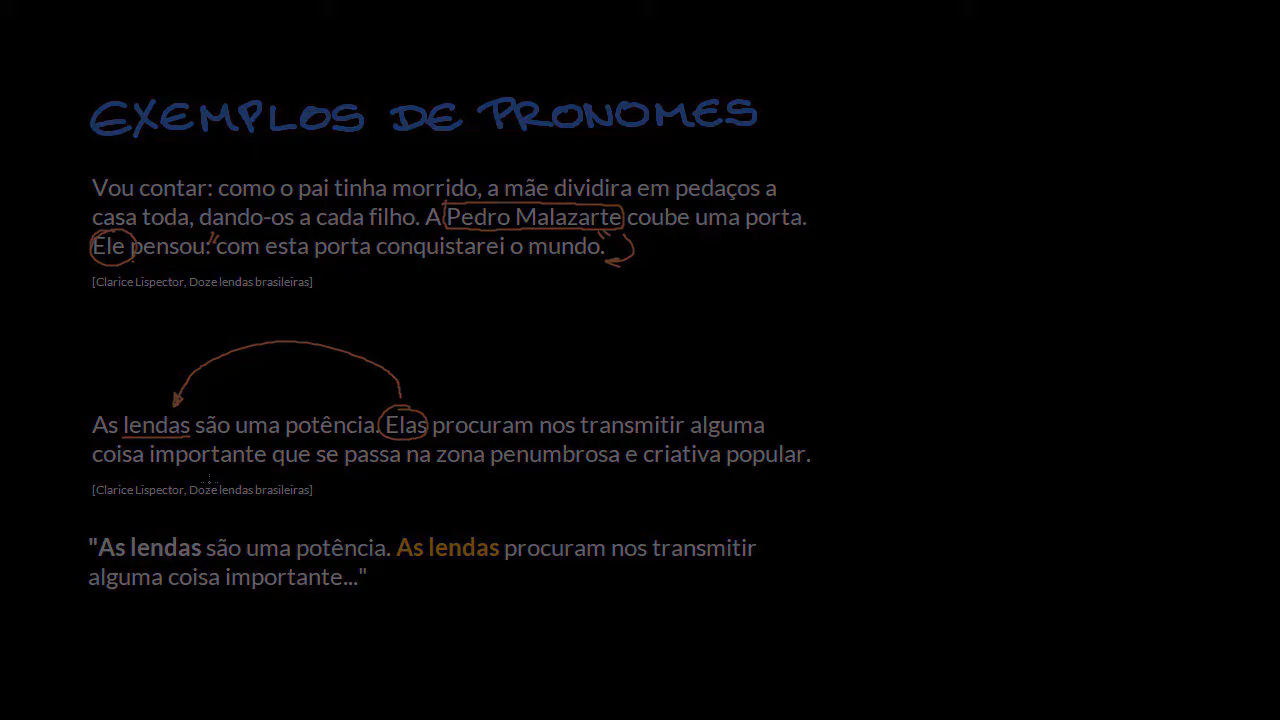 EXEMPLOS DE PRONOMES
Vou contar: como o pai tinha morrido, a mãe dividira em pedaços a
casa toda, dando-os a cada filho. A Pedro Malazarte coube uma porta.
Ele pensou: "com esta porta conquistarei o mundo."
[Clarice Lispector, Doze lendas brasileiras]
As lendas são uma potência. Elas procuram nos transmitir alguma
coisa importante que se passa na zona penumbrosa e criativa popular.
[Clarice Lispector, Doze lendas brasileiras]
"As lendas são uma potência. As lendas procuram nos transmitir
alguma coisa importante..."